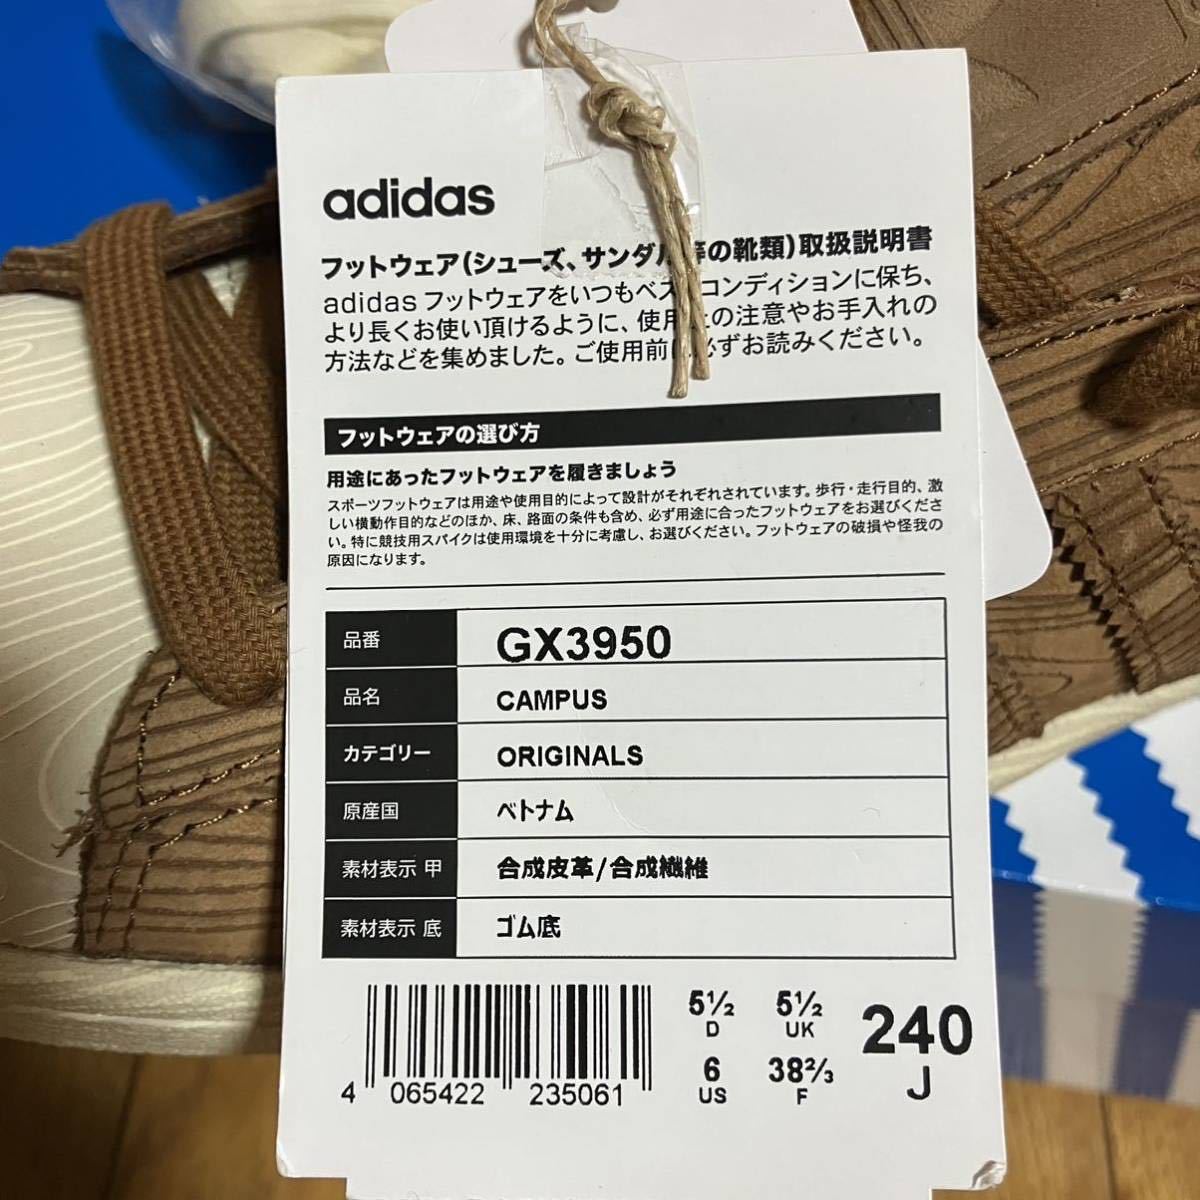 adidas
フットウェア(シューズ、サンダル等の靴類)取扱説明書
adidas フットウェアをいつもベストコンディションに保ち、
より長くお使い頂けるように、使用上の注意やお手入れの
方法などを集めました。ご使用前に必ずお読みください。
フットウェアの選び方
用途にあったフットウェアを履きましょう
スポーツフットウェアは用途や使用目的によって設計がそれぞれされています。歩行・走行目的、激
しい横動作目的などのほか、床、路面の条件も含め、必ず用途に合ったフットウェアをお選びくださ
い。特に競技用スパイクは使用環境を十分に考慮し、お選びください。フットウェアの破損や怪我の
原因になります。
品番 GX3950
品名 CAMPUS
カテゴリー ORIGINALS
原産国 ベトナム
素材表示 甲 合成皮革/合成繊維
素材表示 底 ゴム底
5½ D 5½ UK
6 US 38⅔ F
240 J
4 065422 235061